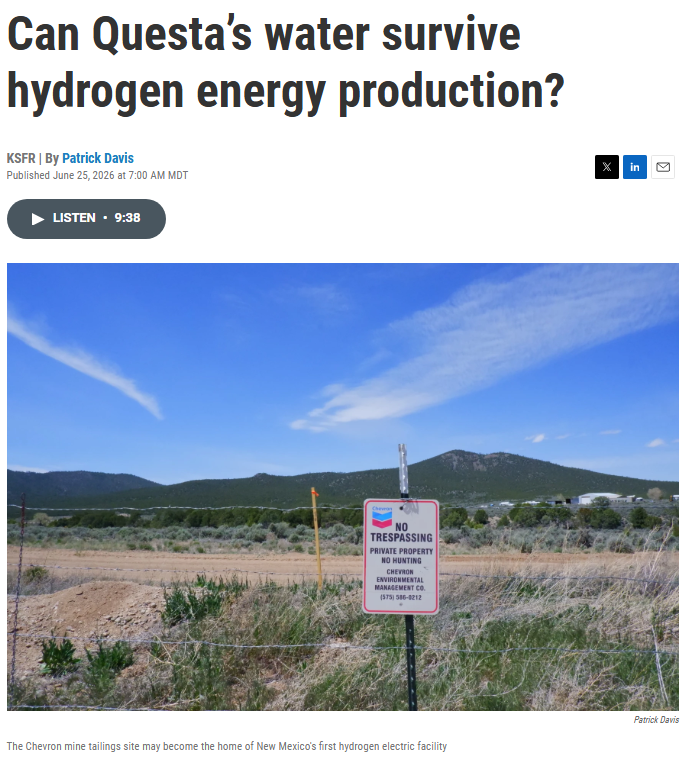 Can Questa's water survive
hydrogen energy production?
KSFR | By Patrick Davis
Published June 25, 2026 at 7:00 AM MDT
LISTEN • 9:38
Chevron
NO
TRESPASSING
PRIVATE PROPERTY
NO HUNTING
CHEVRON
ENVIRONMENTAL
MANAGEMENT CO.
(575) 586-0212
Patrick Davis
The Chevron mine tailings site may become the home of New Mexico's first hydrogen electric facility